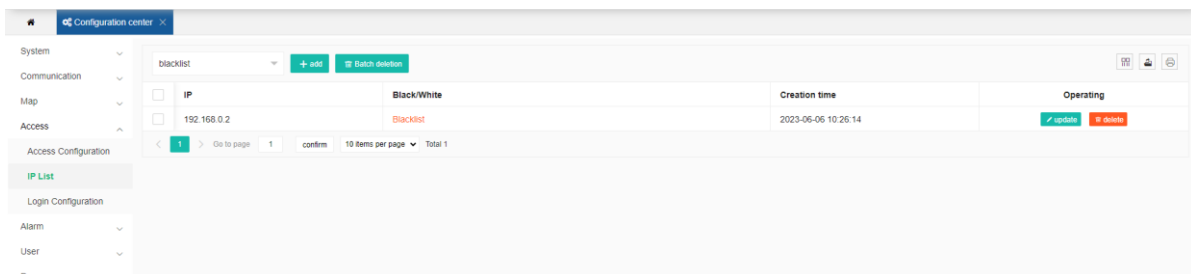 Configuration center
System
Communication
Map
Access
Access Configuration
IP List
Login Configuration
Alarm
User
blacklist
add
Batch deletion
IP Black/White Creation time Operating
192.168.0.2 Blacklist 2023-06-06 10:26:14 update delete
1 Go to page 1 confirm 10 items per page Total 1